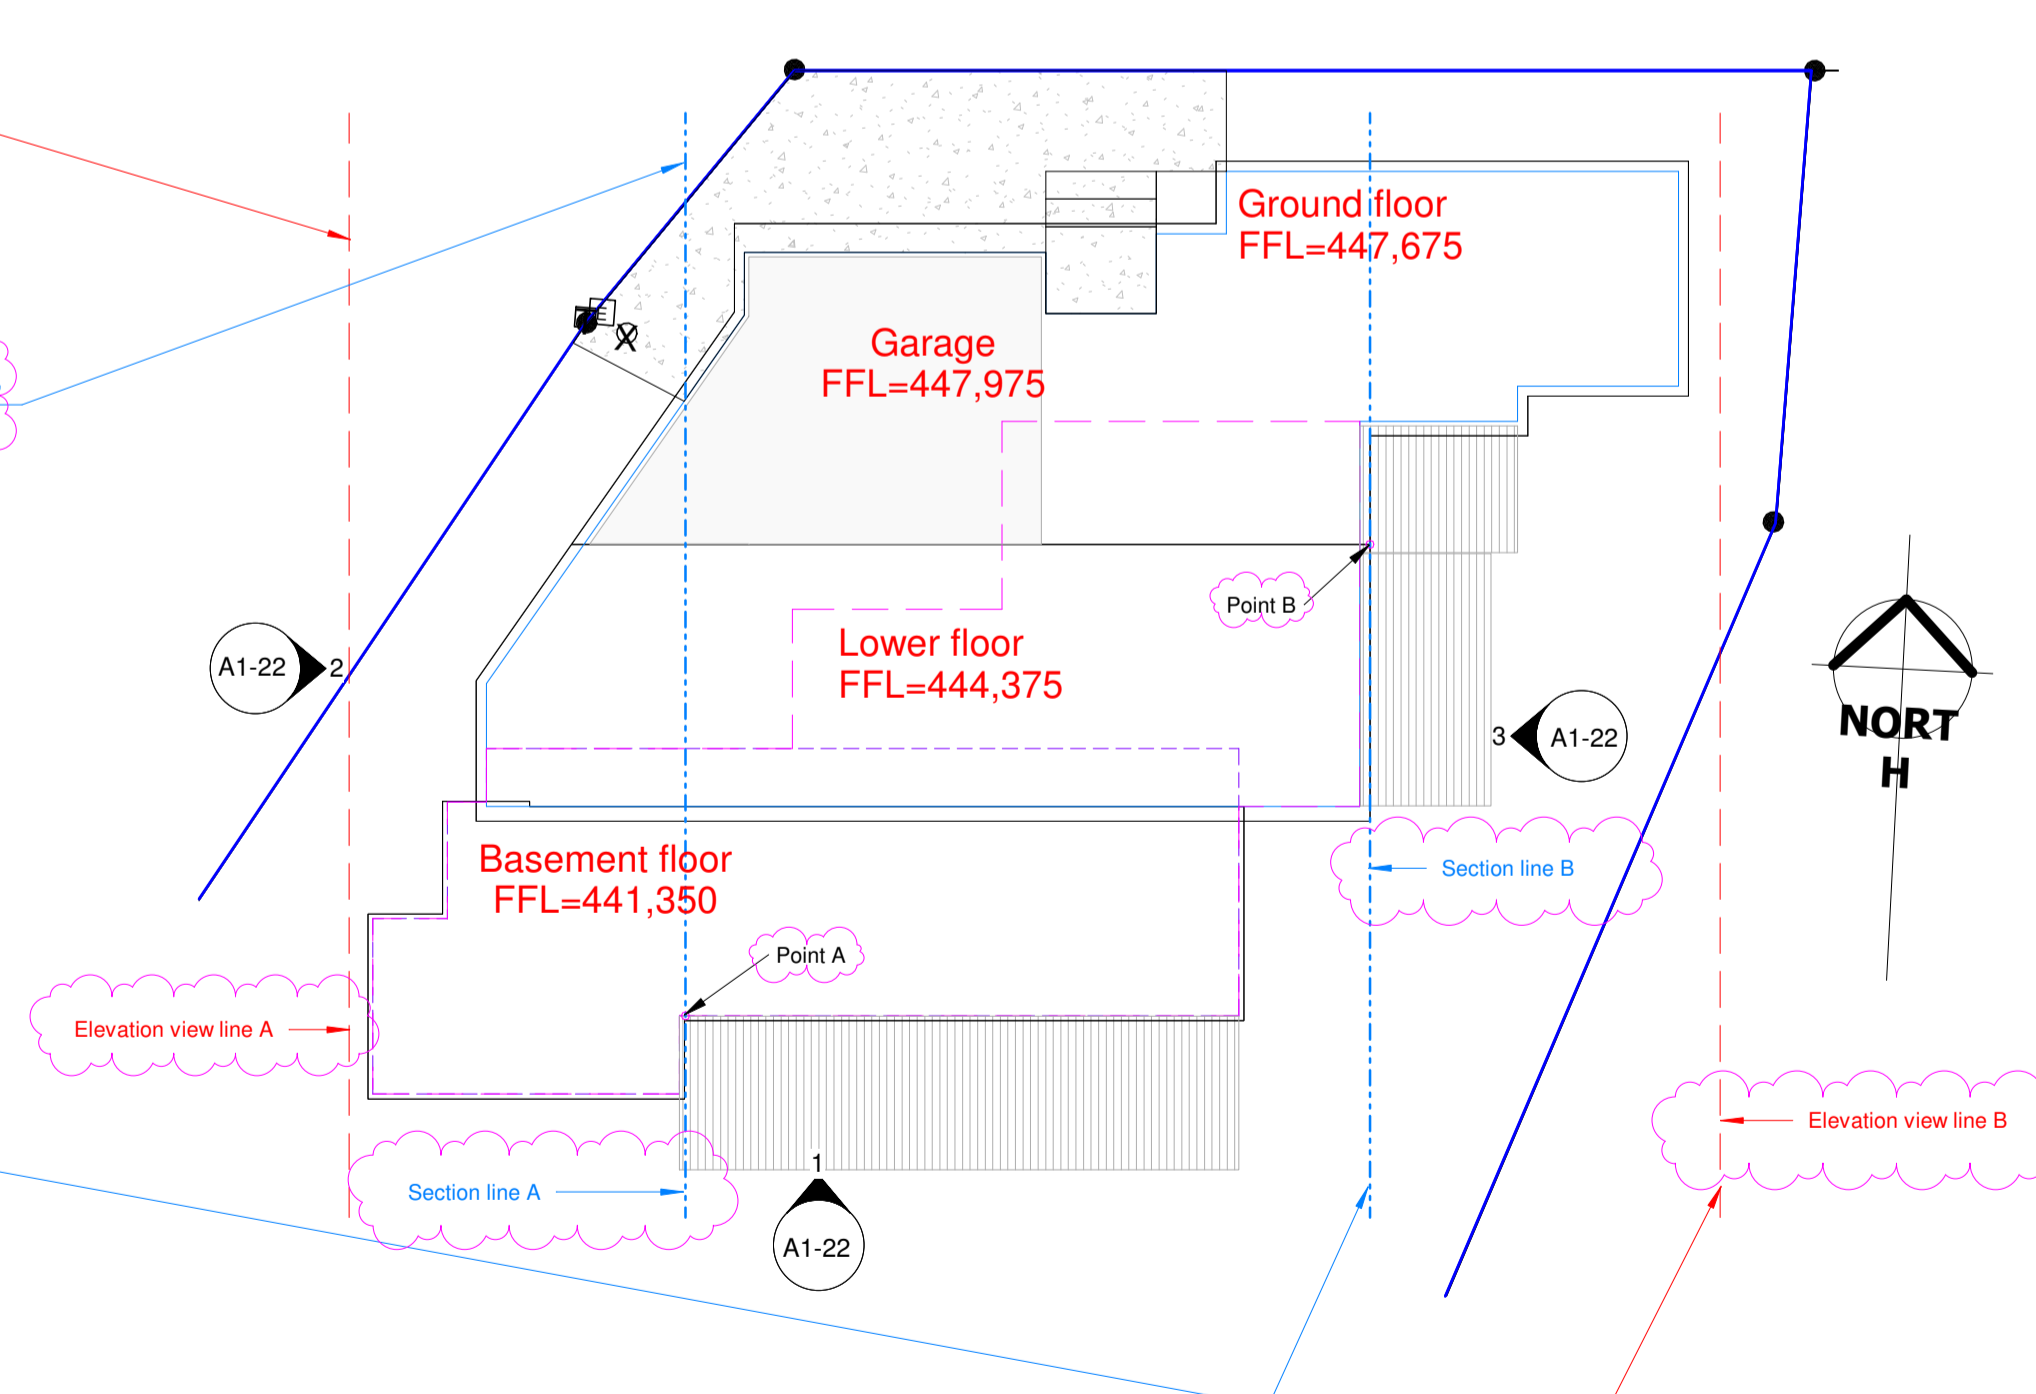 Ground floor
FFL=447,675
Garage
FFL=447,975
X
Point B
Lower floor
FFL=444,375
A1-22
2
3
A1-22
NORT
H
Basement floor
FFL=441,350
Section line B
Point A
Elevation view line A
Elevation view line B
Section line A
1
A1-22